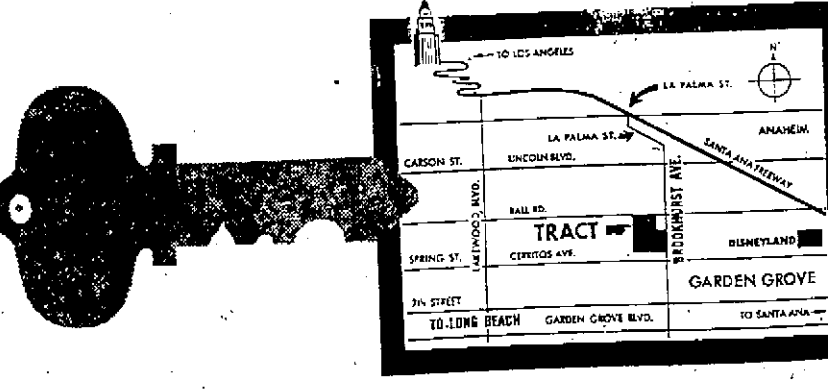 TO LOS ANGELES
N
LA PALMA ST.
LA PALMA ST.
ANAHEIM
SANTA ANA FREEWAY
CARSON ST.
LINCOLN BLVD.
LAKEWOOD BLVD.
BROOKHURST AVE.
BALL RD.
TRACT
DISNEYLAND
SPRING ST.
CERRITOS AVE.
GARDEN GROVE
7th STREET
TO LONG BEACH
GARDEN GROVE BLVD.
TO SANTA ANA